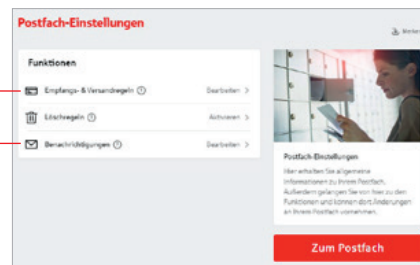 Postfach-Einstellungen
Funktionen
Empfangs- & Versandregeln
Bearbeiten >
Löschregeln
Aktivieren >
Benachrichtigungen
Bearbeiten >
Postfach-Einstellungen
Hier erhalten Sie allgemeine
Informationen zu Ihrem Postfach.
Außerdem gelangen Sie von hier zu den
Funktionen und können dort Änderungen
an Ihrem Postfach vornehmen.
Zum Postfach